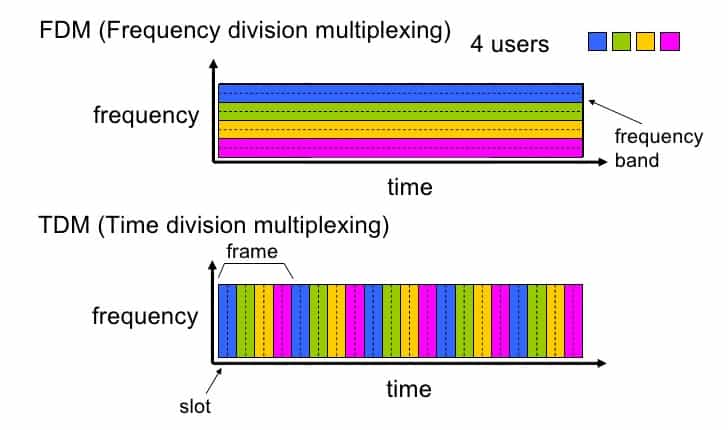 FDM (Frequency division multiplexing)
4 users
frequency
frequency
band
time
TDM (Time division multiplexing)
frame
frequency
time
slot